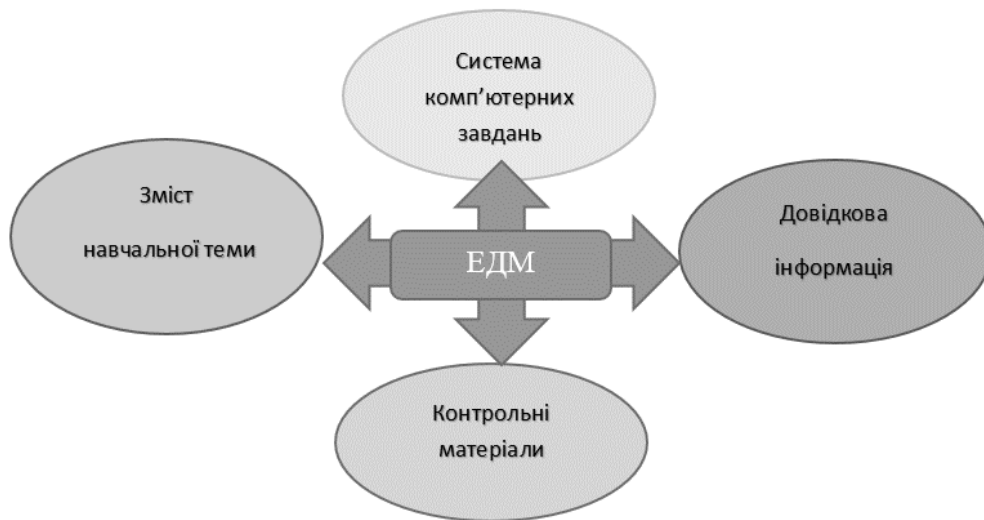 Система
комп’ютерних
завдань
Зміст
навчальної теми
ЕДМ
Довідкова
інформація
Контрольні
матеріали